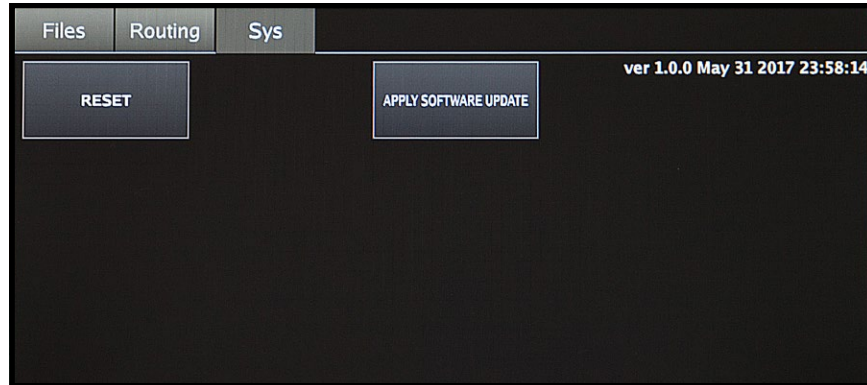 Files Routing Sys
ver 1.0.0 May 31 2017 23:58:14
RESET APPLY SOFTWARE UPDATE